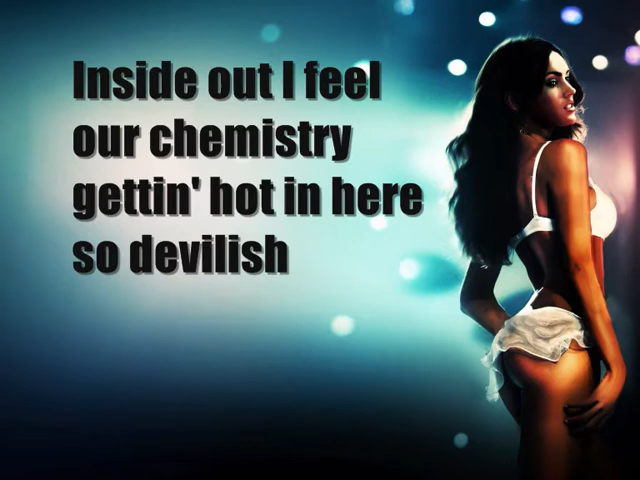 Inside out I feel
our chemistry
gettin' hot in here
so devilish